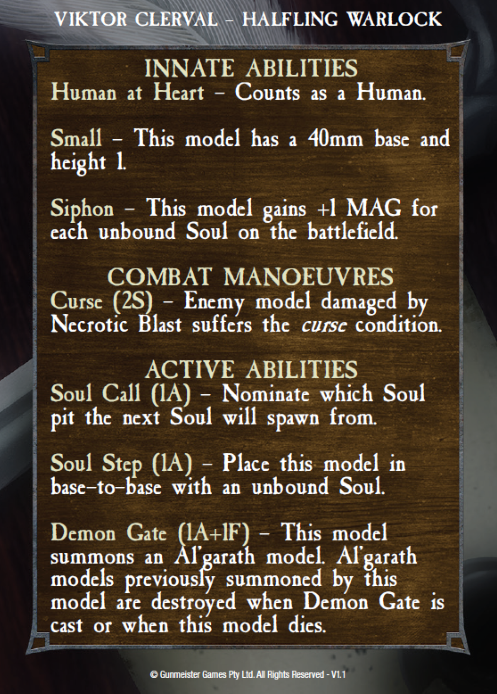 VIKTOR CLERVAL – HALFLING WARLOCK
INNATE ABILITIES
Human at Heart – Counts as a Human.
Small – This model has a 40mm base and
height 1.
Siphon – This model gains +1 MAG for
each unbound Soul on the battlefield.
COMBAT MANOEUVRES
Curse (2S) – Enemy model damaged by
Necrotic Blast suffers the curse condition.
ACTIVE ABILITIES
Soul Call (1A) – Nominate which Soul
pit the next Soul will spawn from.
Soul Step (1A) – Place this model in
base-to-base with an unbound Soul.
Demon Gate (1A+1F) – This model
summons an Al'garath model. Al'garath
models previously summoned by this
model are destroyed when Demon Gate is
cast or when this model dies.
© Gunmeister Games Pty Ltd. All Rights Reserved - V1.1